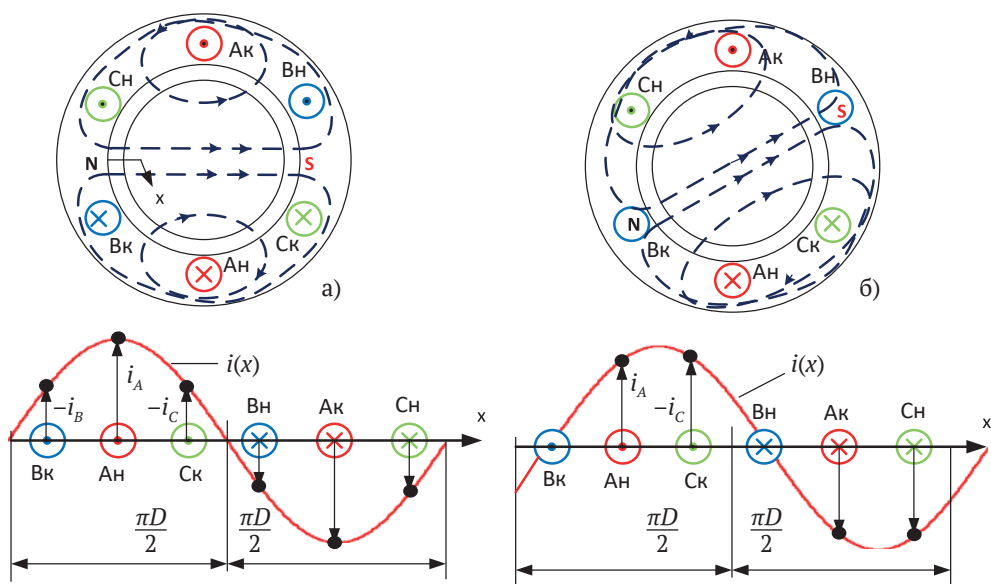 Ак
Сн
Вн
N
S
x
Вк
Ск
Ан
а)
Ак
Вн
Сн
S
N
Вк
Ск
Ан
б)
i(x)
i_A
−i_B
−i_C
Вн
Ак
Сн
x
Вк
Ан
Ск
πD/2
πD/2
i(x)
i_A
−i_C
Вн
Ак
Сн
x
Вк
Ан
Ск
πD/2
πD/2